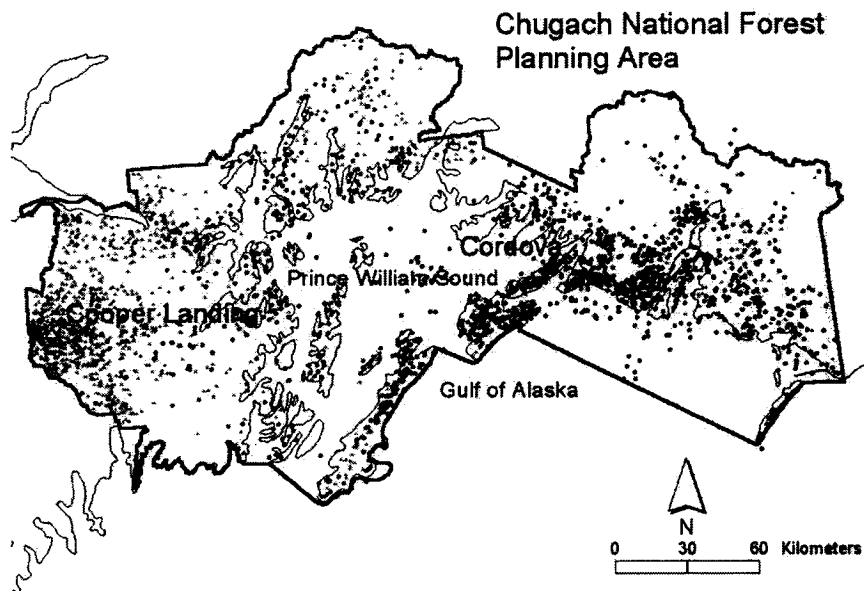 Chugach National Forest
Planning Area
Cordova
Prince William Sound
Cooper Landing
Gulf of Alaska
N
0 30 60 Kilometers